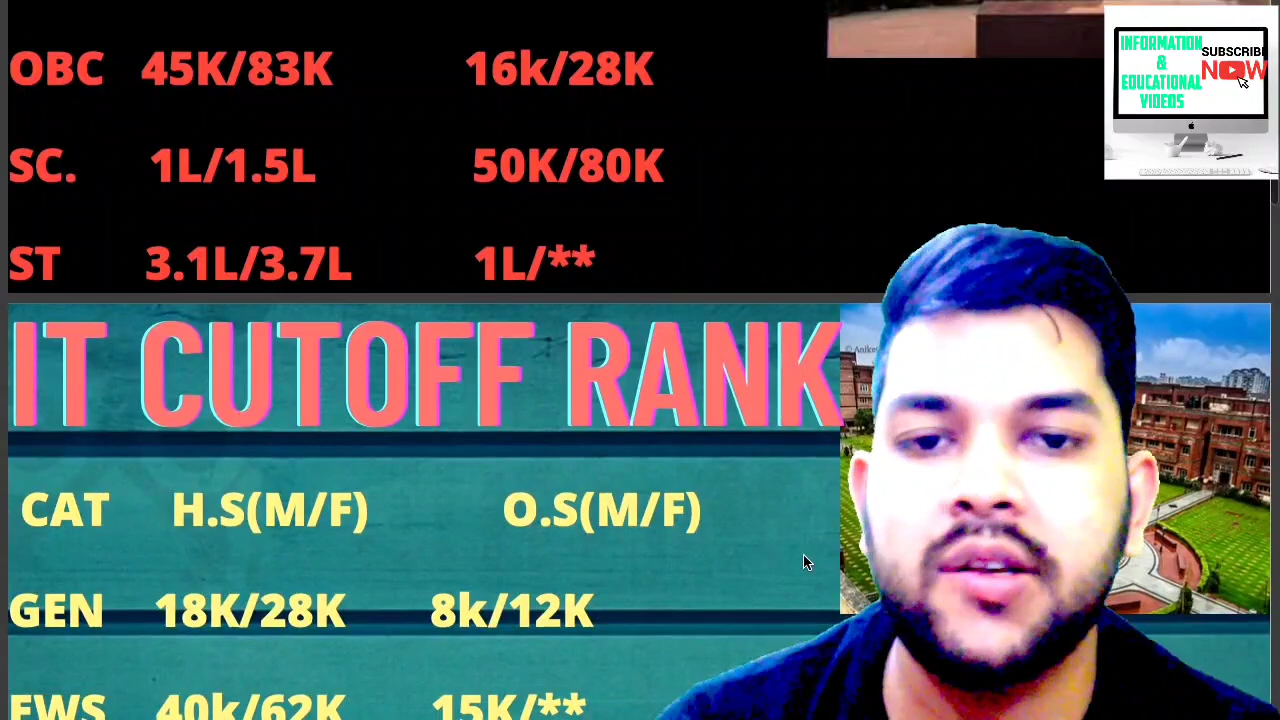 OBC 45K/83K 16k/28K
SC. 1L/1.5L 50K/80K
ST 3.1L/3.7L 1L/**
INFORMATION
&
EDUCATIONAL
VIDEOS
SUBSCRIBE
NOW
IT CUTOFF RANK
CAT H.S(M/F) O.S(M/F)
GEN 18K/28K 8k/12K
EWS 40k/62K 15K/**